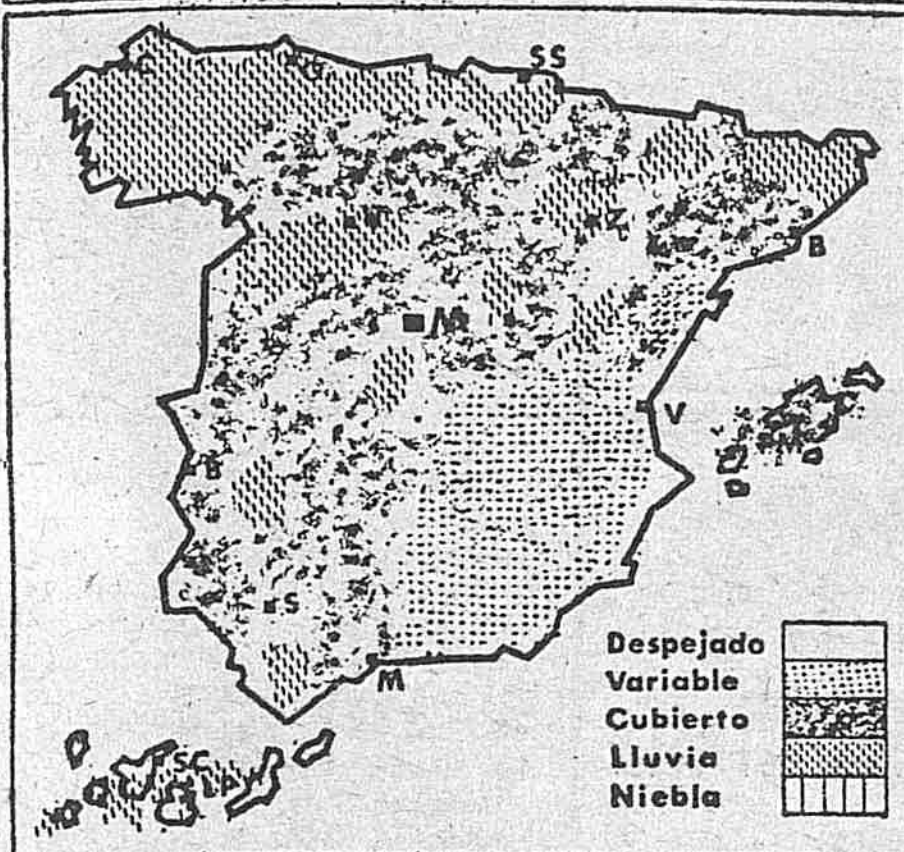 C
O
SS
Z
B
M
V
B
S
M
Despejado
Variable
Cubierto
Lluvia
Niebla
SC